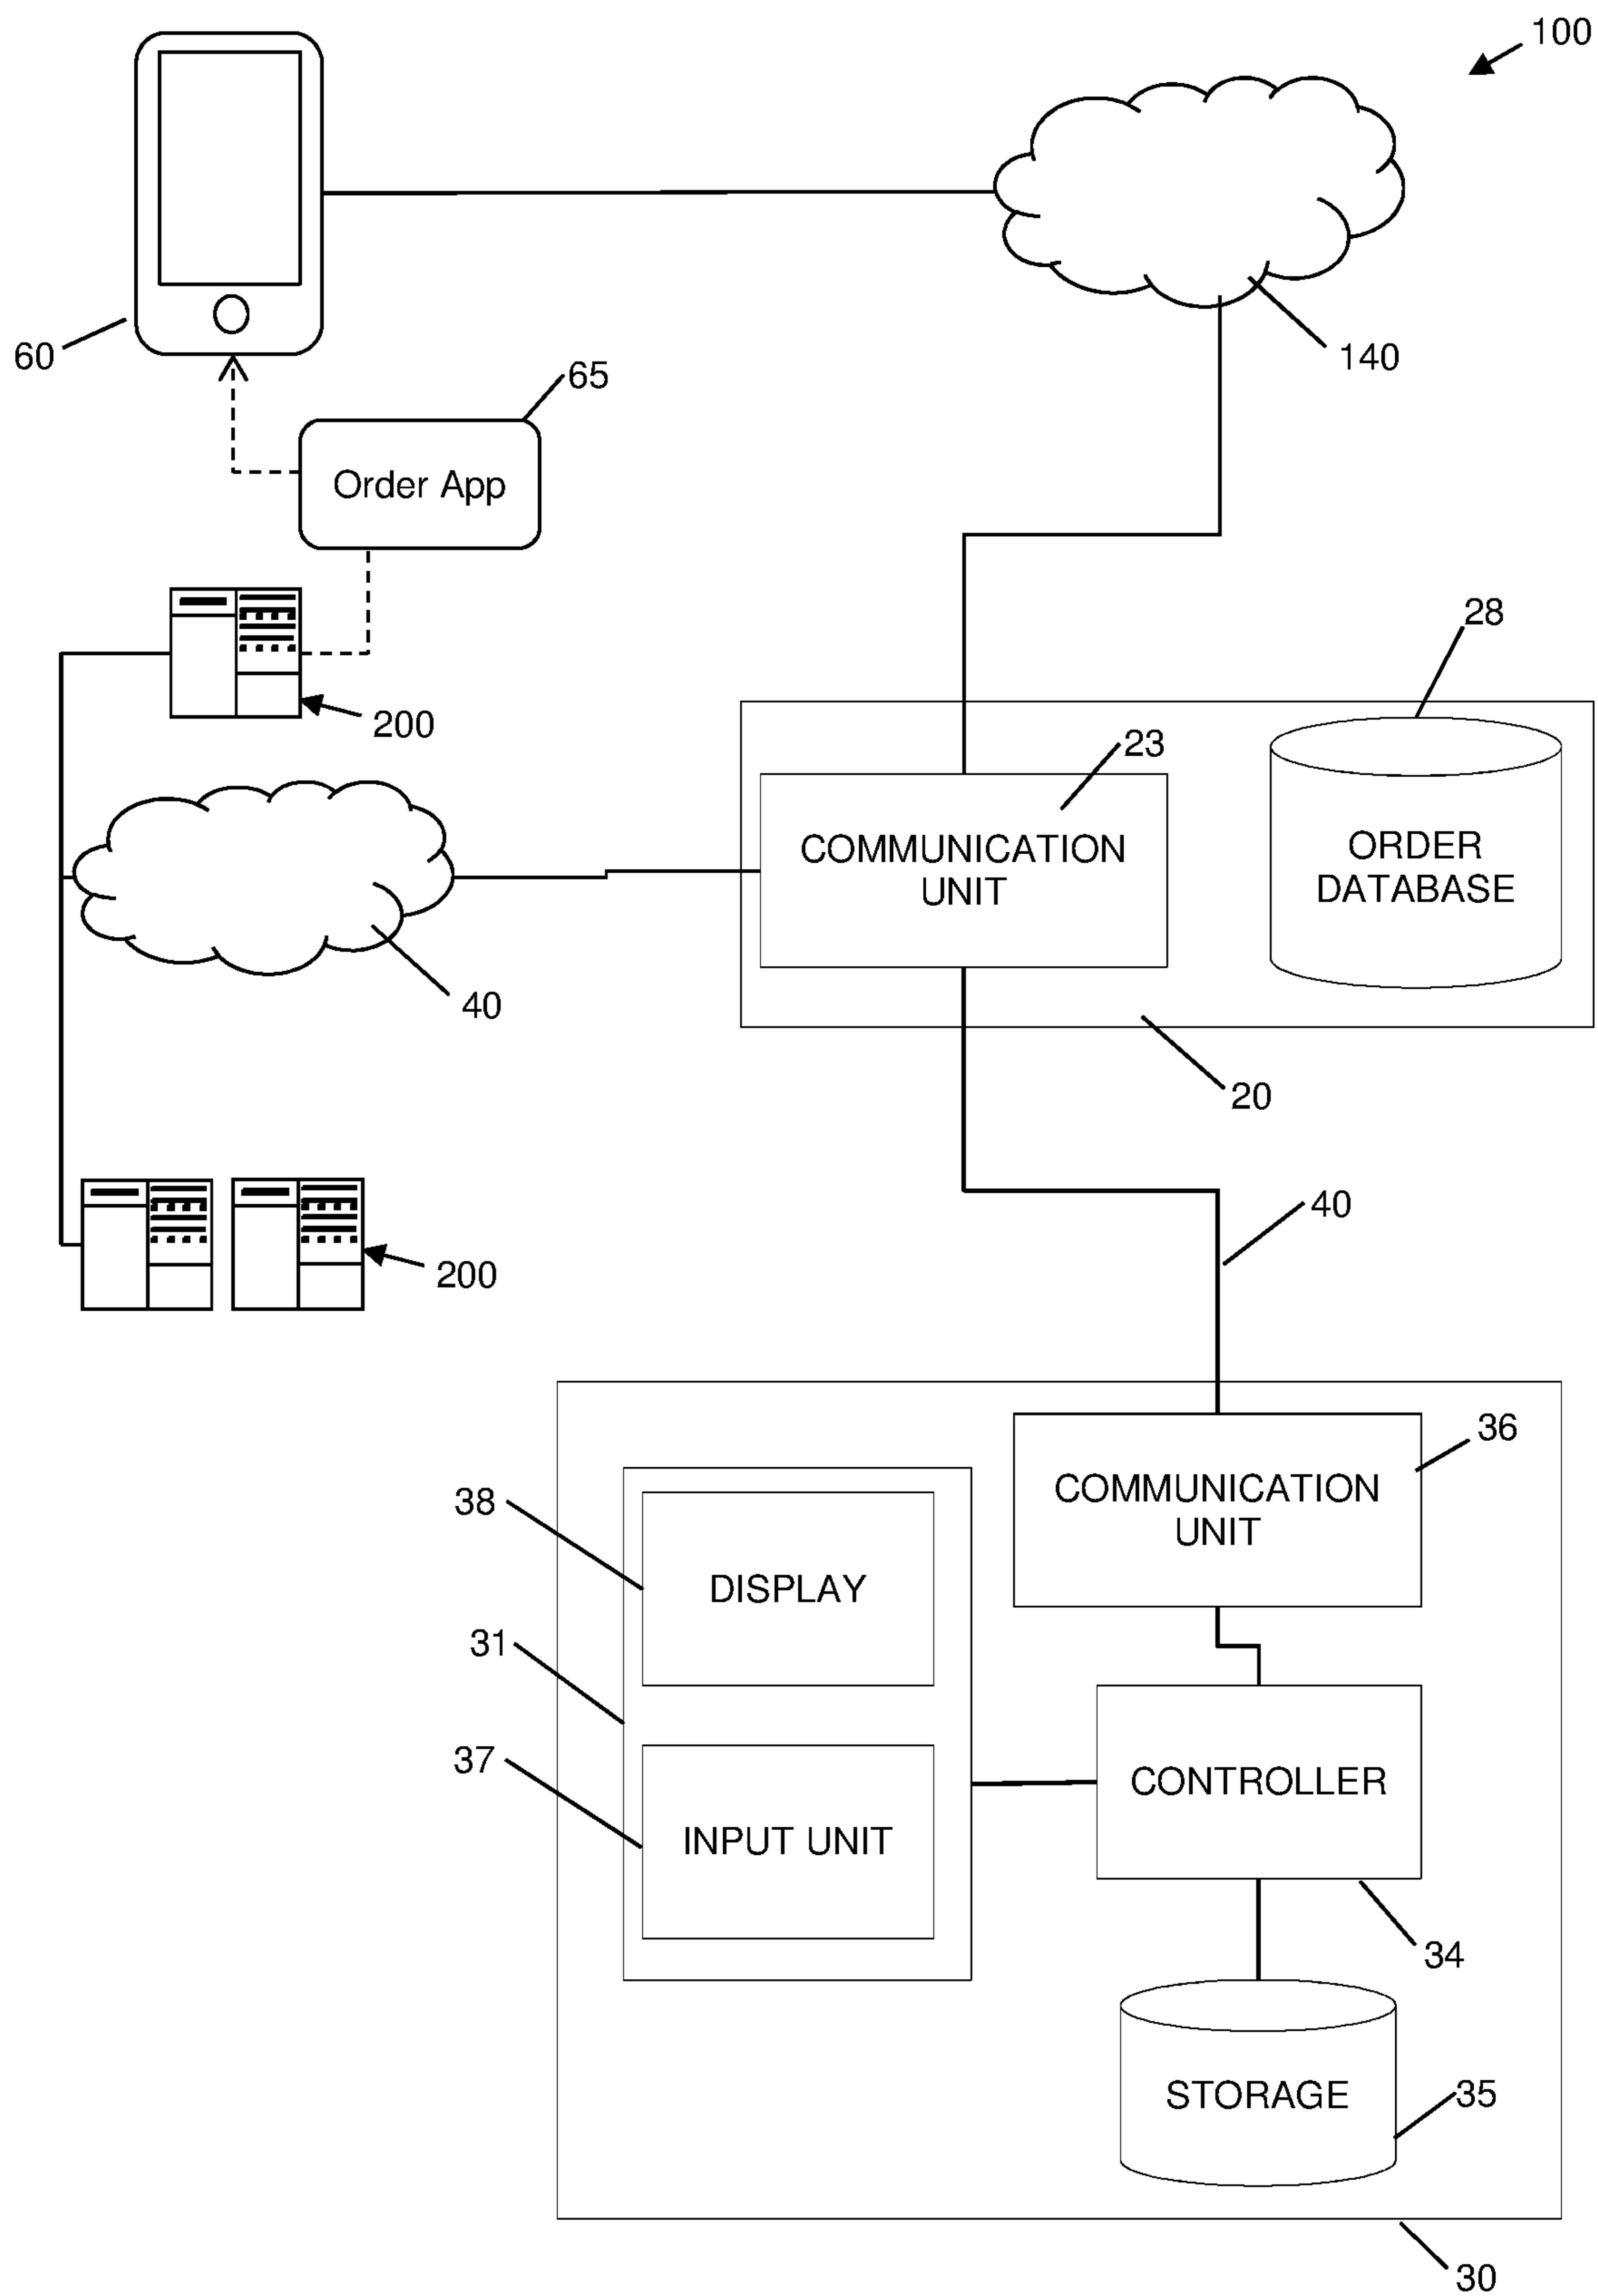 100
60
140
65
Order App
200
28
23
COMMUNICATION
UNIT
ORDER
DATABASE
40
20
200
40
36
COMMUNICATION
UNIT
38
DISPLAY
31
37
INPUT UNIT
CONTROLLER
34
STORAGE
35
30